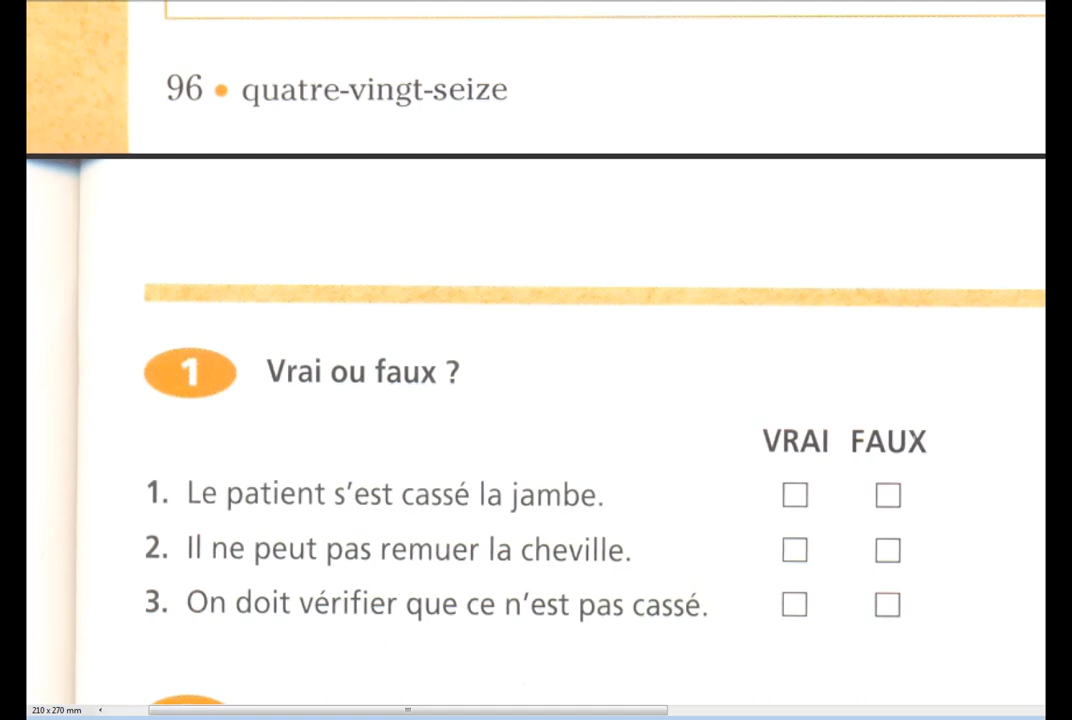 96 • quatre-vingt-seize
1 Vrai ou faux ?
VRAI FAUX
1. Le patient s'est cassé la jambe.
2. Il ne peut pas remuer la cheville.
3. On doit vérifier que ce n'est pas cassé.
210 x 270 mm